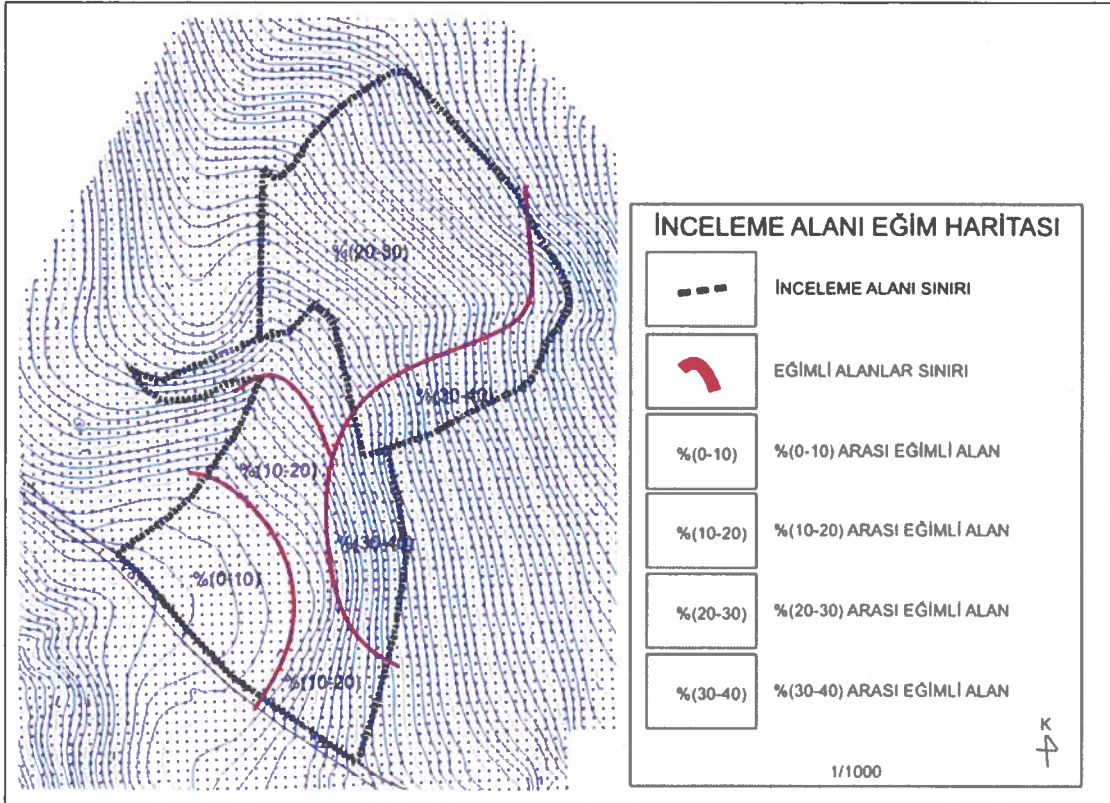 %(20-30)
%(30-40)
%(10-20)
%(30-40)
%(0-10)
%(10-20)
İNCELEME ALANI EĞİM HARİTASI
İNCELEME ALANI SINIRI
EĞİMLİ ALANLAR SINIRI
%(0-10) %(0-10) ARASI EĞİMLİ ALAN
%(10-20) %(10-20) ARASI EĞİMLİ ALAN
%(20-30) %(20-30) ARASI EĞİMLİ ALAN
%(30-40) %(30-40) ARASI EĞİMLİ ALAN
K
1/1000